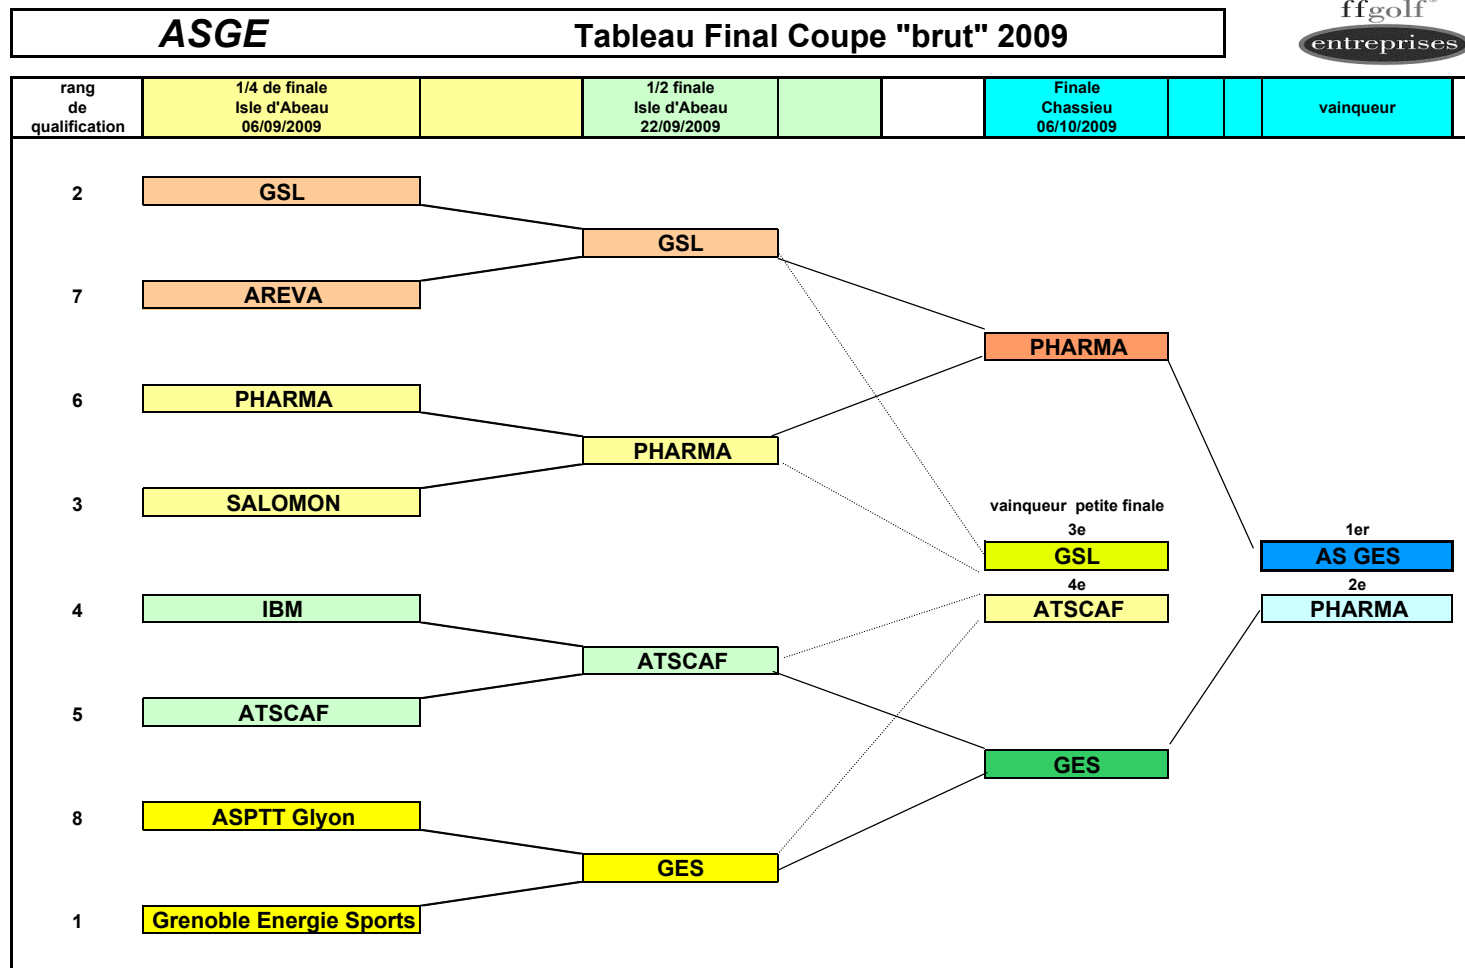 ffgolf®
entreprises
ASGE Tableau Final Coupe "brut" 2009
rang
de
qualification
1/4 de finale
Isle d'Abeau
06/09/2009
1/2 finale
Isle d'Abeau
22/09/2009
Finale
Chassieu
06/10/2009
vainqueur
2 GSL
GSL
7 AREVA
PHARMA
6 PHARMA
PHARMA
3 SALOMON
vainqueur petite finale
3e 1er
GSL AS GES
4e 2e
4 IBM ATSCAF PHARMA
ATSCAF
5 ATSCAF
GES
8 ASPTT Glyon
GES
1 Grenoble Energie Sports